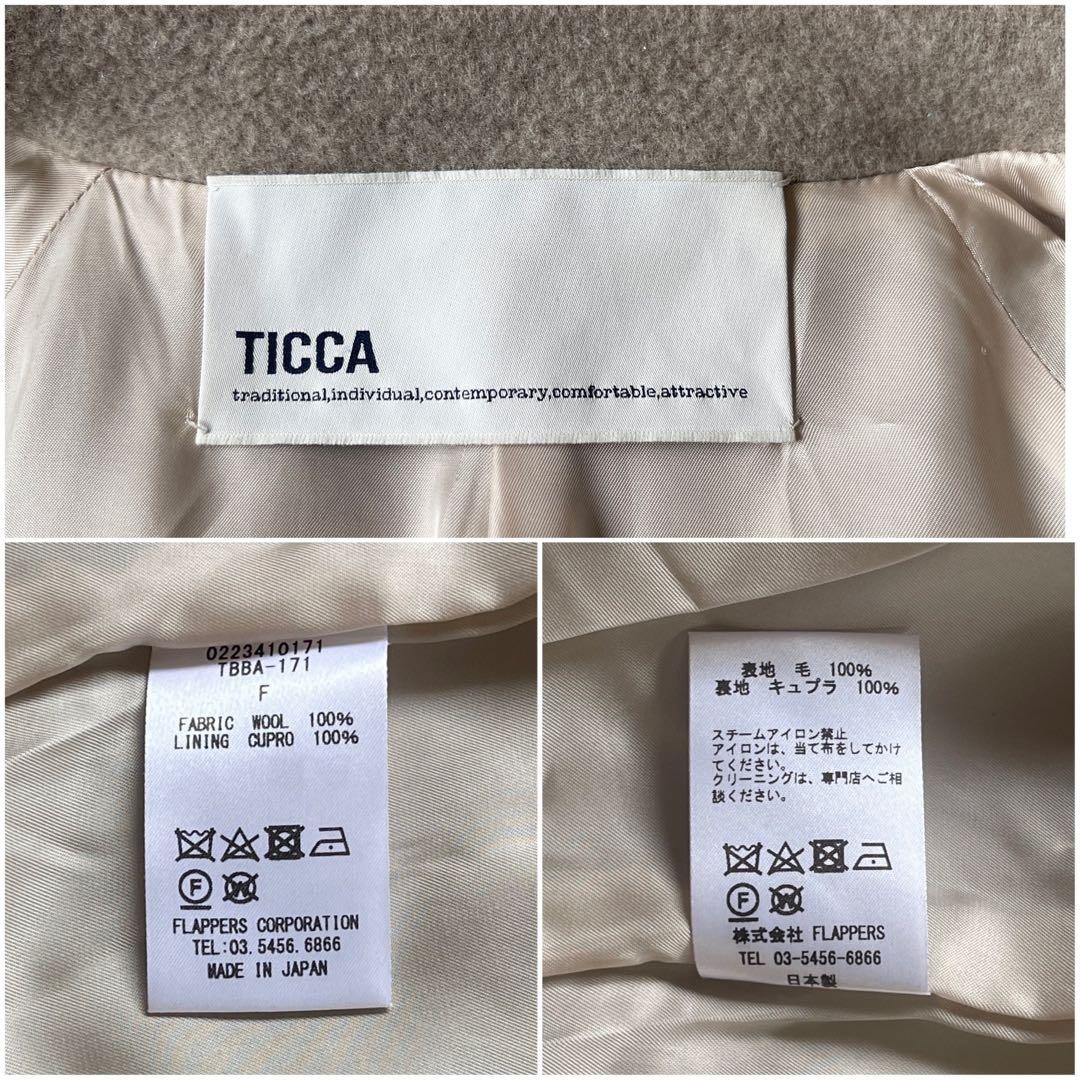 TICCA
traditional,individual,contemporary,comfortable,attractive
0223410171
TBBA-171
F
FABRIC WOOL 100%
LINING CUPRO 100%
F
W
FLAPPERS CORPORATION
TEL:03.5456.6866
MADE IN JAPAN
表地 毛 100%
裏地 キュプラ 100%
スチームアイロン禁止
アイロンは、当て布をしてかけ
てください。
クリーニングは、専門店へご相
談ください。
F
W
株式会社 FLAPPERS
TEL 03-5456-6866
日本製